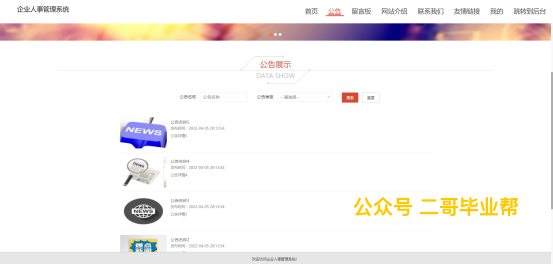 企业人事管理系统
首页 公告 留言板 网站介绍 联系我们 友情链接 我的 跳转到后台
公告展示
DATA SHOW
公告名称 公告名称 公告类型 搜索 重置
NEWS
公告名称5
发布时间：2022-04-05 20:13:54
公告详情5
公告名称4
发布时间：2022-04-05 20:13:54
公告详情4
NEWS
公告名称3
发布时间：2022-04-05 20:13:54
公告详情3
公众号 二哥毕业帮
公告名称2
发布时间：2022-04-05 20:13:54
欢迎访问企业人事管理系统!